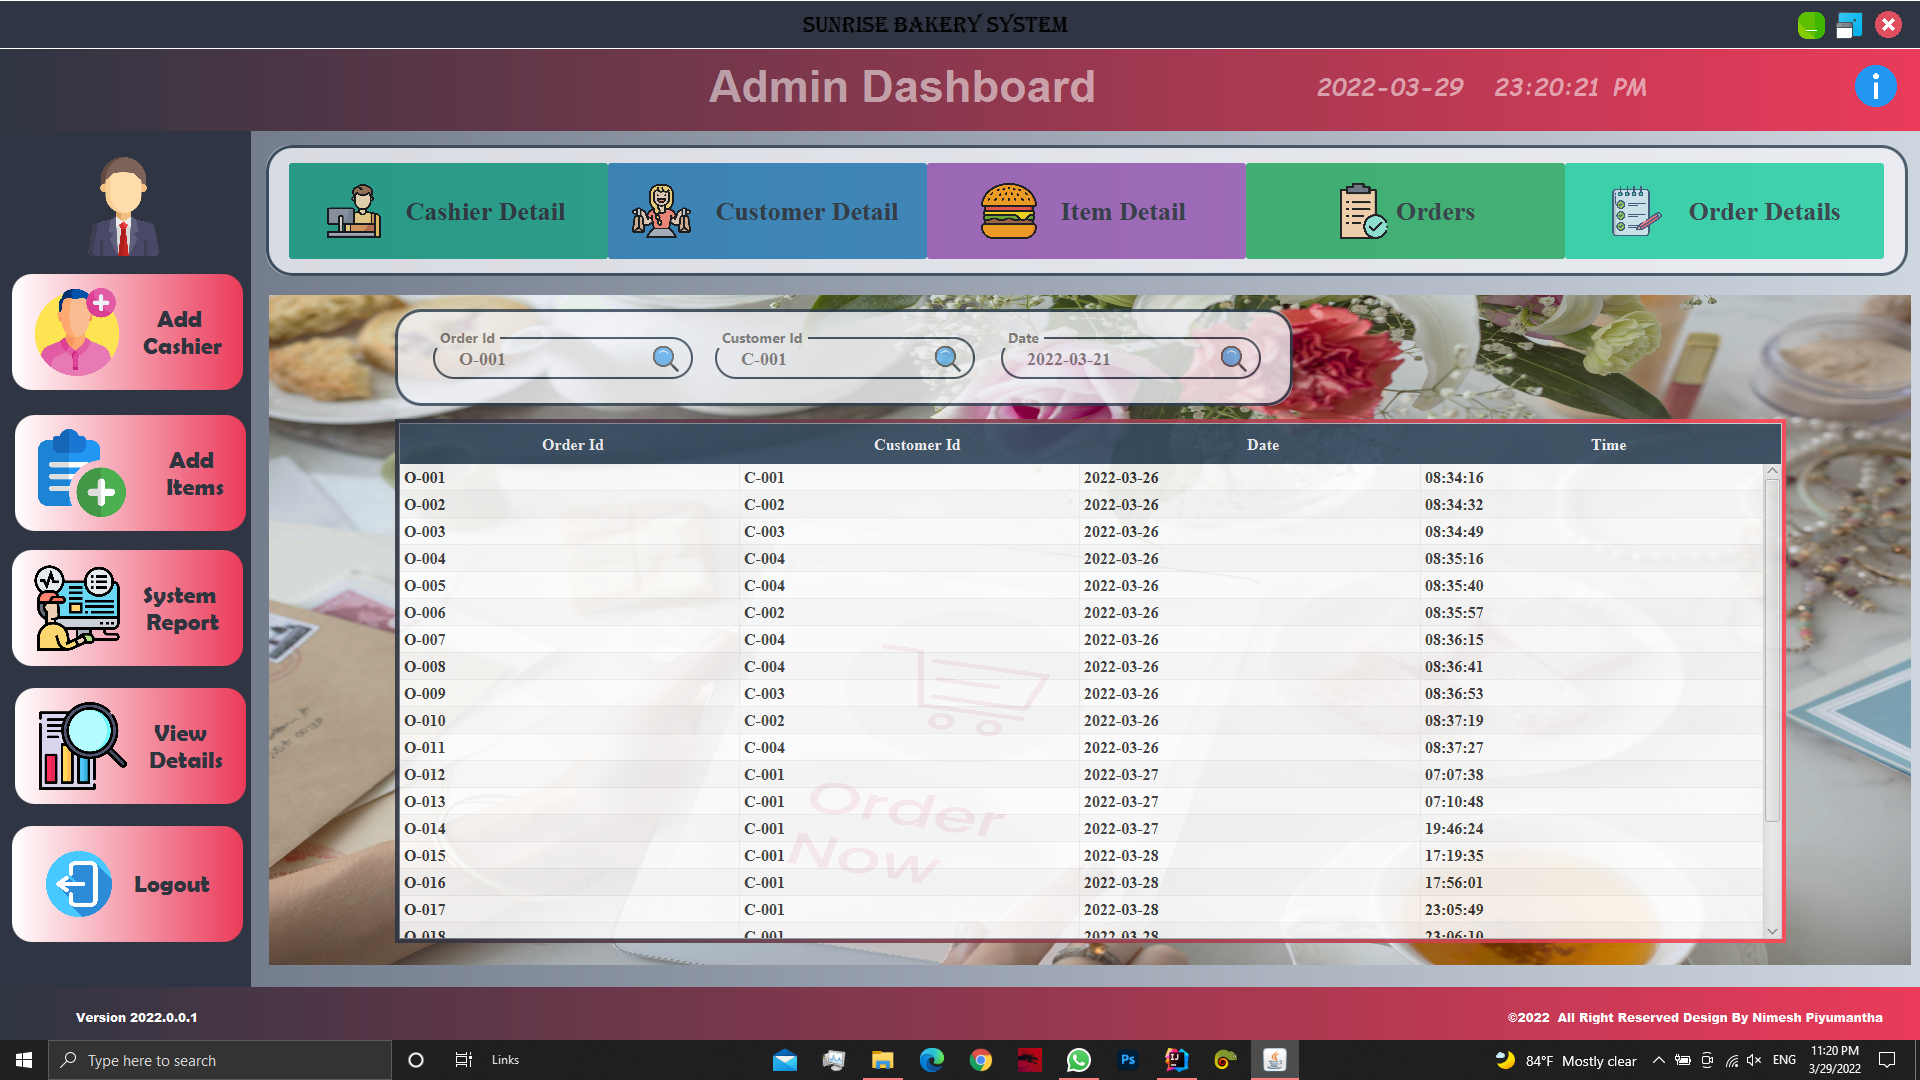 SUNRISE BAKERY SYSTEM
Admin Dashboard
2022-03-29 23:20:21 PM
Cashier Detail
Customer Detail
Item Detail
Orders
Order Details
Add
Cashier
Add
Items
System
Report
View
Details
Logout
Order Id
O-001
Customer Id
C-001
Date
2022-03-21
Order Id Customer Id Date Time
O-001 C-001 2022-03-26 08:34:16
O-002 C-002 2022-03-26 08:34:32
O-003 C-003 2022-03-26 08:34:49
O-004 C-004 2022-03-26 08:35:16
O-005 C-004 2022-03-26 08:35:40
O-006 C-002 2022-03-26 08:35:57
O-007 C-004 2022-03-26 08:36:15
O-008 C-004 2022-03-26 08:36:41
O-009 C-003 2022-03-26 08:36:53
O-010 C-002 2022-03-26 08:37:19
O-011 C-004 2022-03-26 08:37:27
O-012 C-001 2022-03-27 07:07:38
O-013 C-001 2022-03-27 07:10:48
O-014 C-001 2022-03-27 19:46:24
O-015 C-001 2022-03-28 17:19:35
O-016 C-001 2022-03-28 17:56:01
O-017 C-001 2022-03-28 23:05:49
O-018 C-001 2022-03-28 23:06:10
Order
Now
Version 2022.0.0.1
©2022 All Right Reserved Design By Nimesh Piyumantha
Type here to search
Links
Ps
84°F Mostly clear
ENG
11:20 PM
3/29/2022